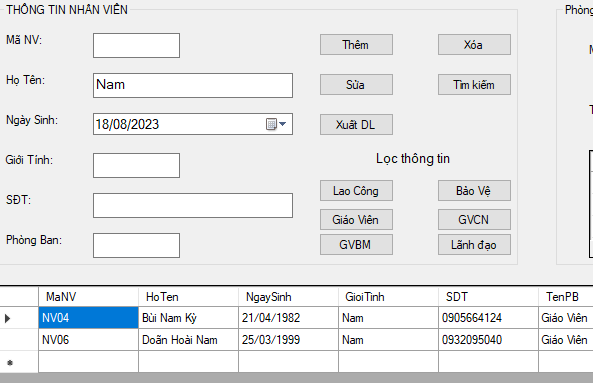 THÔNG TIN NHÂN VIÊN
Phòng
Mã NV:
Thêm
Xóa
Họ Tên:
Nam
Sửa
Tìm kiếm
Ngày Sinh:
18/08/2023
Xuất DL
Giới Tính:
Lọc thông tin
Lao Công
Bảo Vệ
SĐT:
Giáo Viên
GVCN
Phòng Ban:
GVBM
Lãnh đạo
MaNV HoTen NgaySinh GioiTinh SDT TenPB
NV04 Bùi Nam Kỳ 21/04/1982 Nam 0905664124 Giáo Viên
NV06 Doãn Hoài Nam 25/03/1999 Nam 0932095040 Giáo Viên